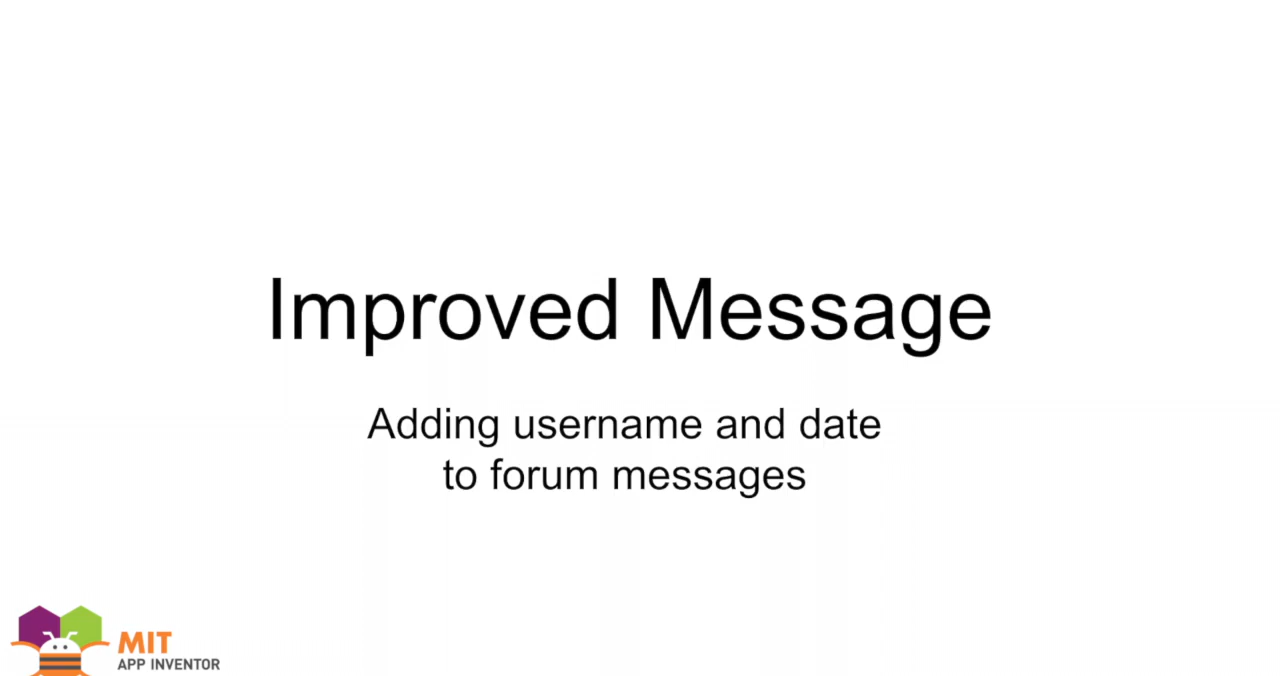 Improved Message
Adding username and date
to forum messages
MIT
APP INVENTOR